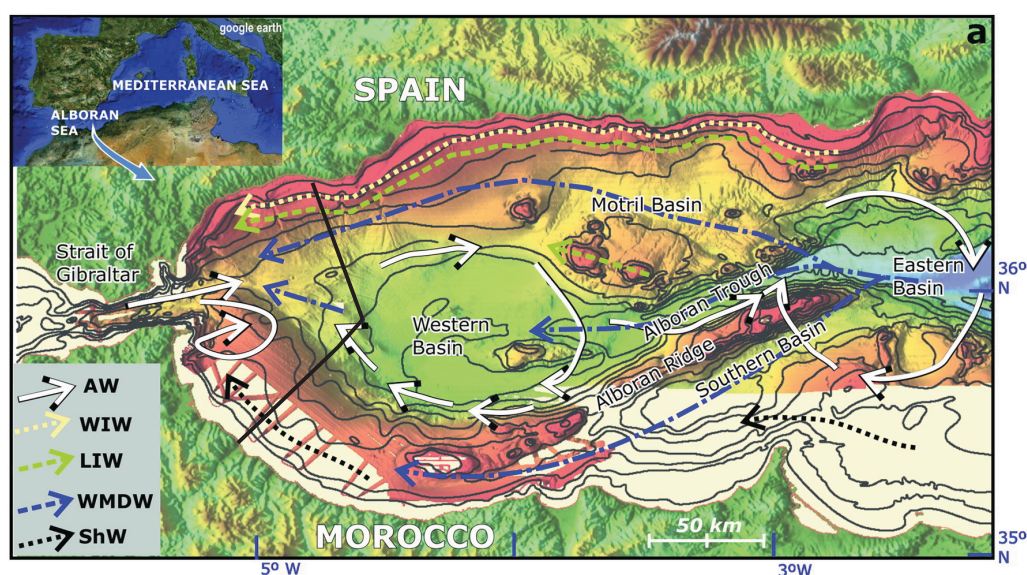 google earth
a
MEDITERRANEAN SEA
ALBORAN
SEA
SPAIN
Motril Basin
Strait of
Gibraltar
Eastern
Basin
36º
N
Alboran Trough
Western
Basin
Alboran Ridge
Southern Basin
AW
WIW
LIW
WMDW
ShW
MOROCCO
50 km
35º
N
5º W
3ºW